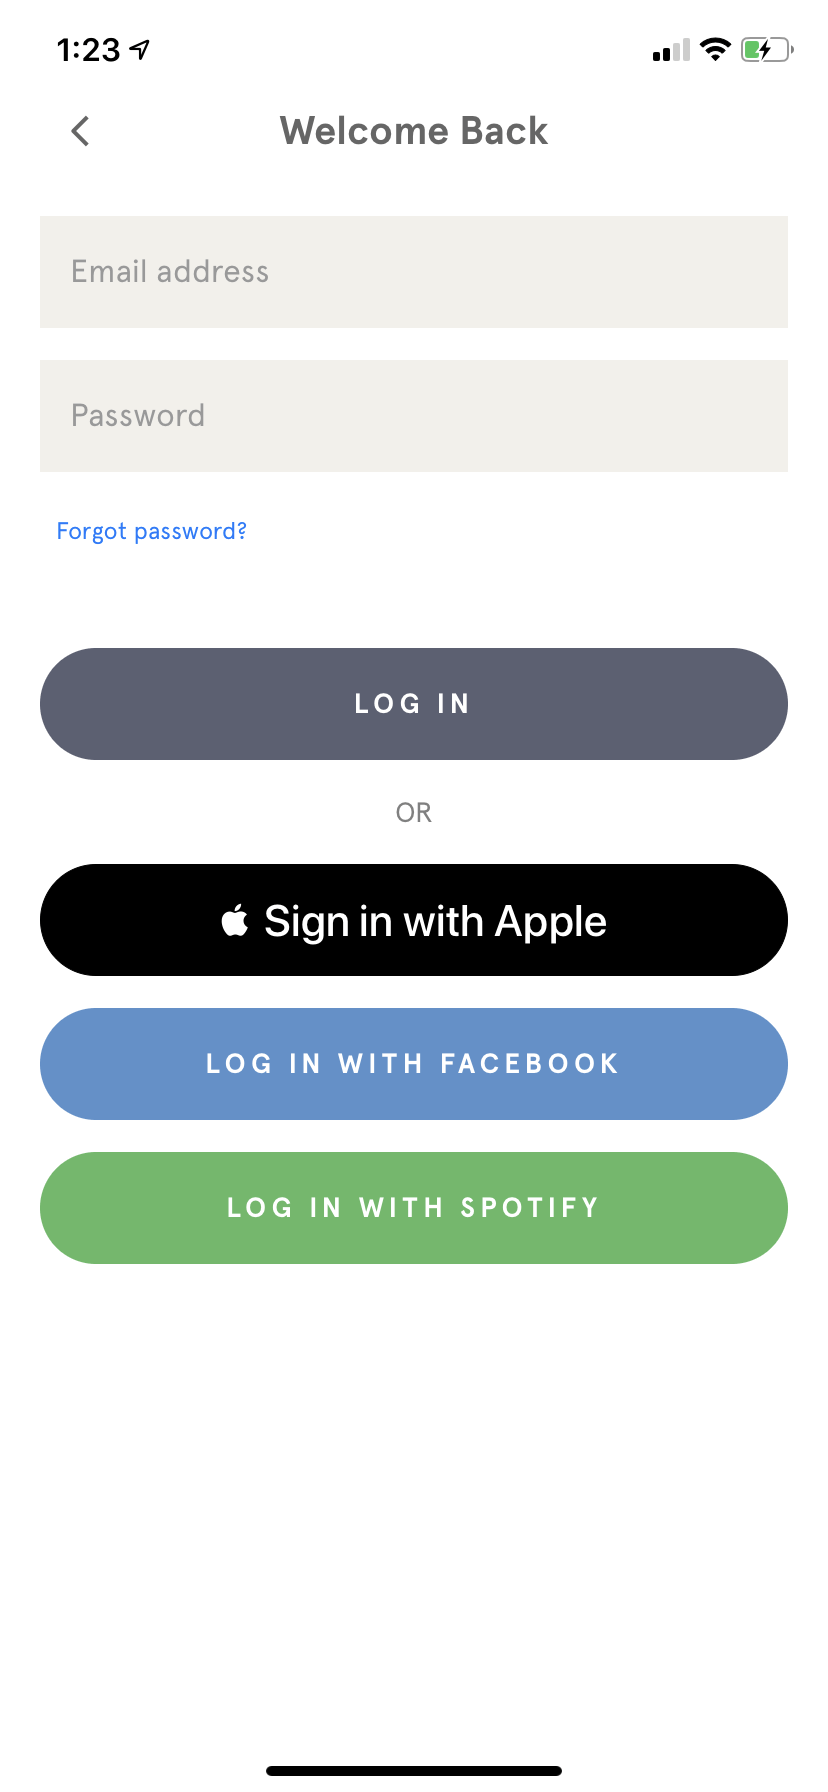 1:23
Welcome Back
Email address
Password
Forgot password?
LOG IN
OR
Sign in with Apple
LOG IN WITH FACEBOOK
LOG IN WITH SPOTIFY